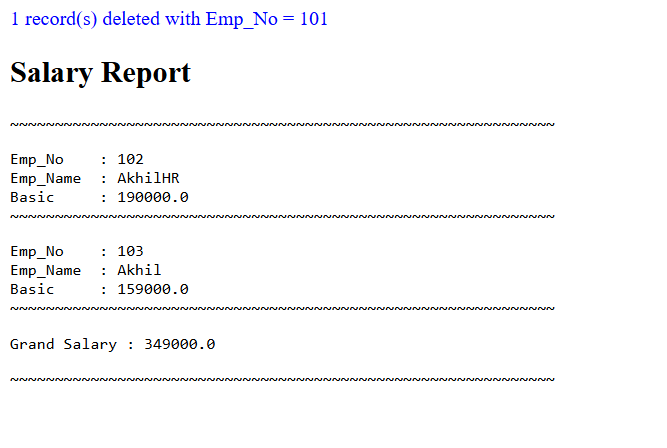 1 record(s) deleted with Emp_No = 101
Salary Report
~~~~~~~~~~~~~~~~~~~~~~~~~~~~~~~~~~~~~~~~~~~~~~~~~~~~~~~~~~~~~
Emp_No    : 102
Emp_Name  : AkhilHR
Basic     : 190000.0
~~~~~~~~~~~~~~~~~~~~~~~~~~~~~~~~~~~~~~~~~~~~~~~~~~~~~~~~~~~~~
Emp_No    : 103
Emp_Name  : Akhil
Basic     : 159000.0
~~~~~~~~~~~~~~~~~~~~~~~~~~~~~~~~~~~~~~~~~~~~~~~~~~~~~~~~~~~~~
Grand Salary : 349000.0
~~~~~~~~~~~~~~~~~~~~~~~~~~~~~~~~~~~~~~~~~~~~~~~~~~~~~~~~~~~~~